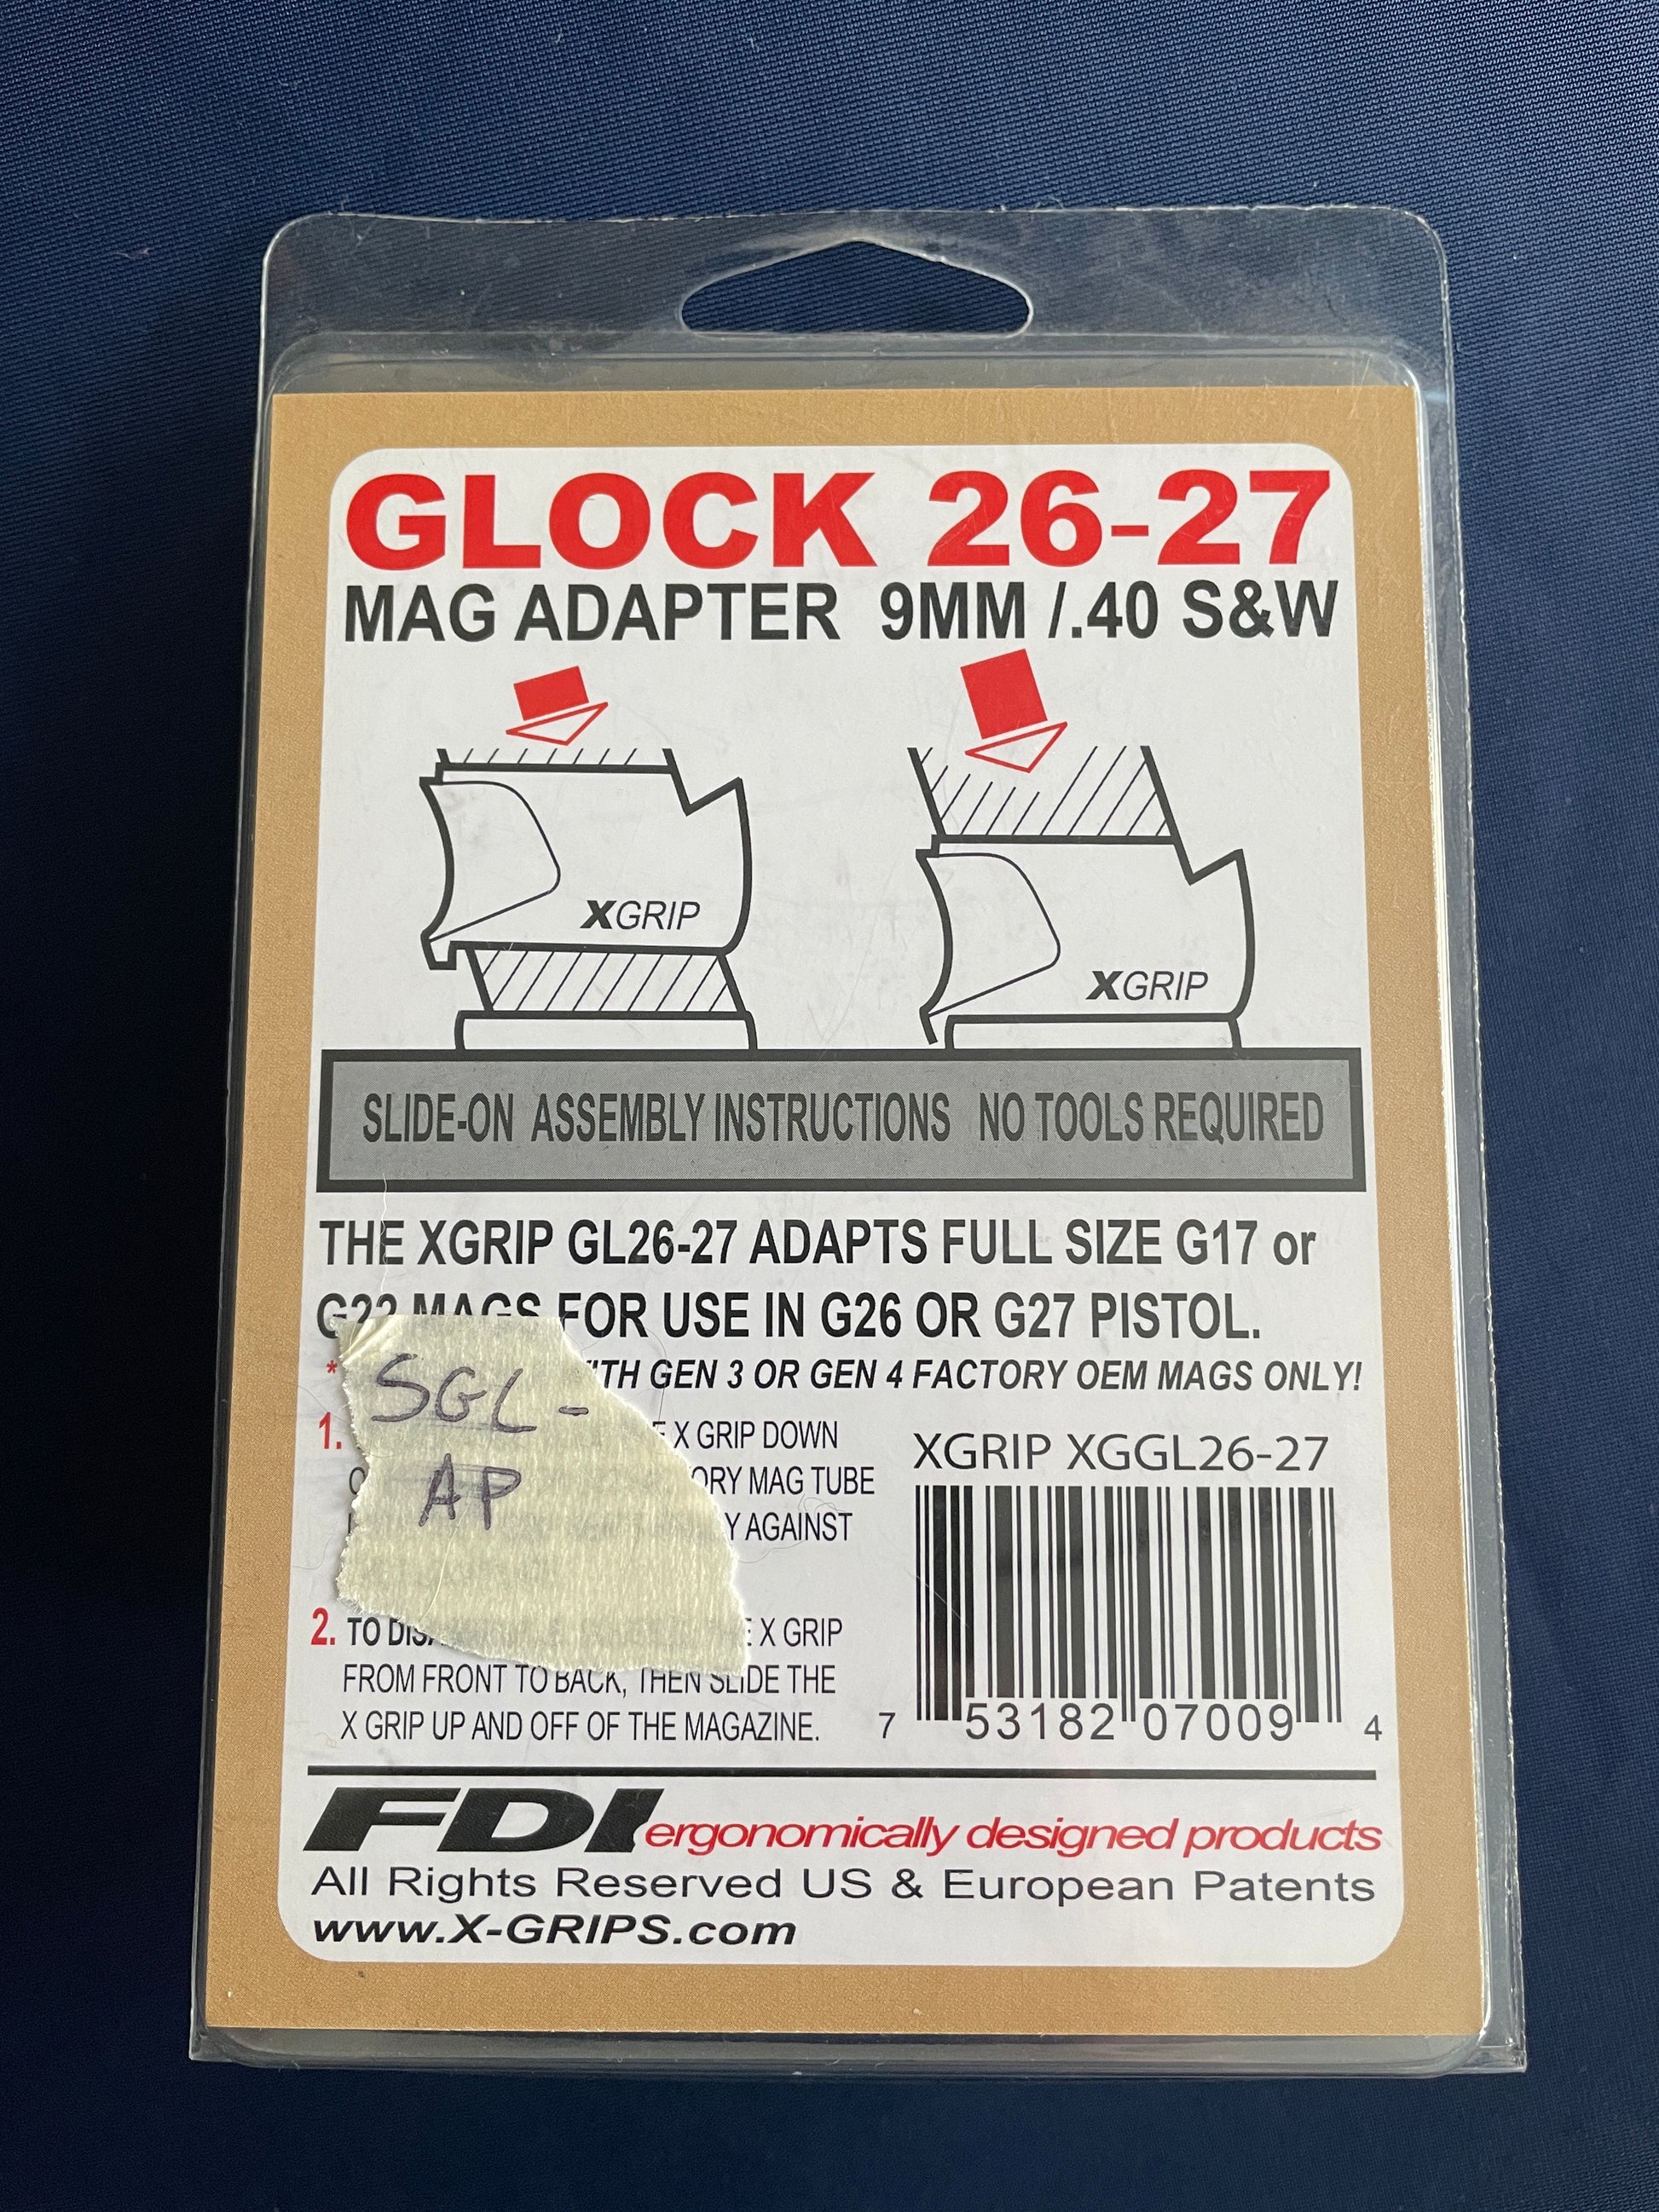 GLOCK 26-27
MAG ADAPTER 9MM /.40 S&W
XGRIP
XGRIP
SLIDE-ON ASSEMBLY INSTRUCTIONS NO TOOLS REQUIRED
THE XGRIP GL26-27 ADAPTS FULL SIZE G17 or
G22 MAGS FOR USE IN G26 OR G27 PISTOL.
* WITH GEN 3 OR GEN 4 FACTORY OEM MAGS ONLY!
SGL-
AP
1. X GRIP DOWN
MAG TUBE
AGAINST
XGRIP XGGL26-27
2. TO X GRIP
FROM FRONT TO BACK, THEN SLIDE THE
X GRIP UP AND OFF OF THE MAGAZINE.
7 53182 07009 4
FDI ergonomically designed products
All Rights Reserved US & European Patents
www.X-GRIPS.com